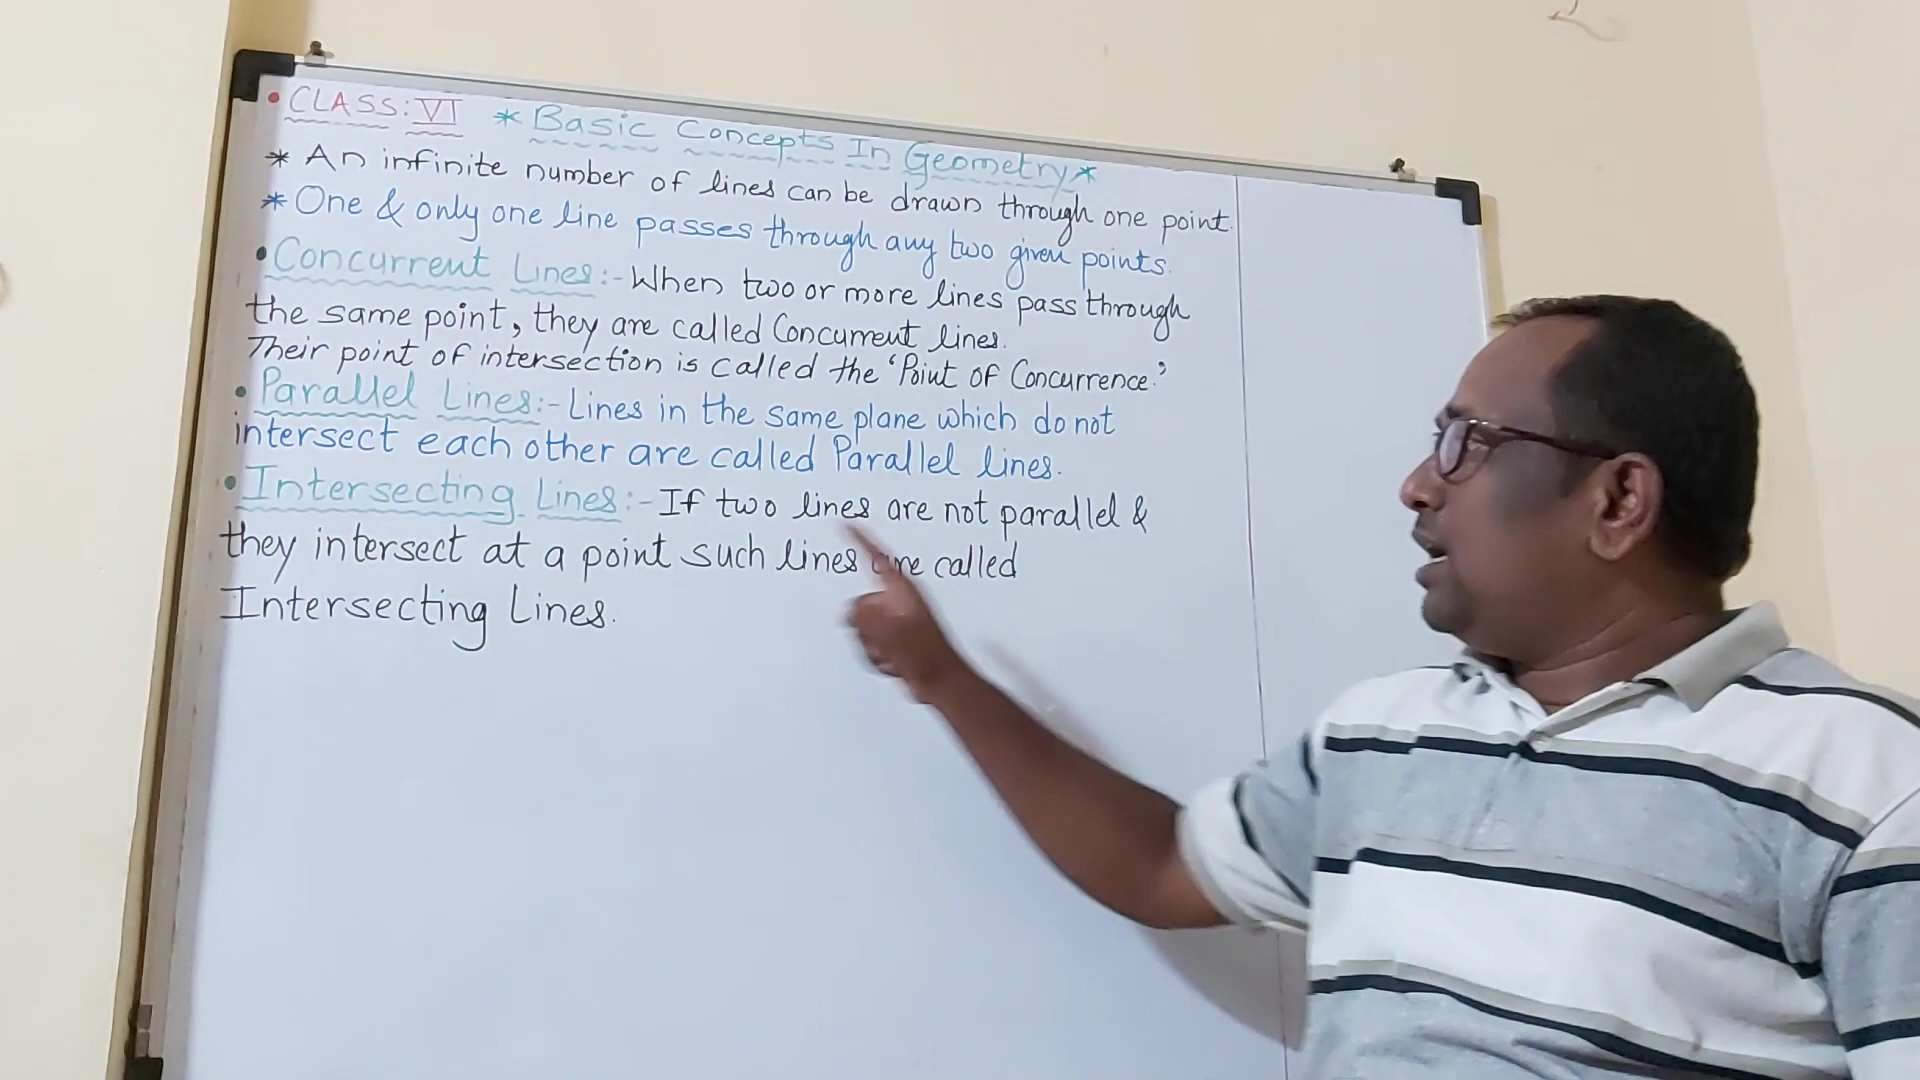 • CLASS: VI * Basic Concepts In Geometry *
* An infinite number of lines can be drawn through one point.
* One & only one line passes through any two given points.
• Concurrent Lines:- When two or more lines pass through
the same point, they are called Concurrent lines.
Their point of intersection is called the 'Point of Concurrence.'
• Parallel Lines:- Lines in the same plane which do not
intersect each other are called Parallel lines.
• Intersecting Lines:- If two lines are not parallel &
they intersect at a point such lines are called
Intersecting Lines.